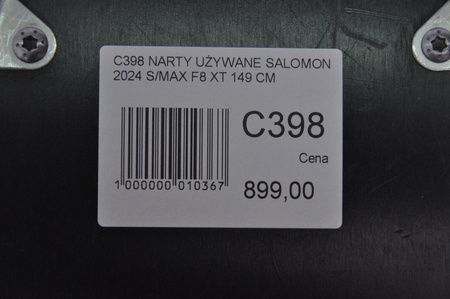 C398 NARTY UŻYWANE SALOMON
2024 S/MAX F8 XT 149 CM
C398
Cena
1 000000 010367
899,00